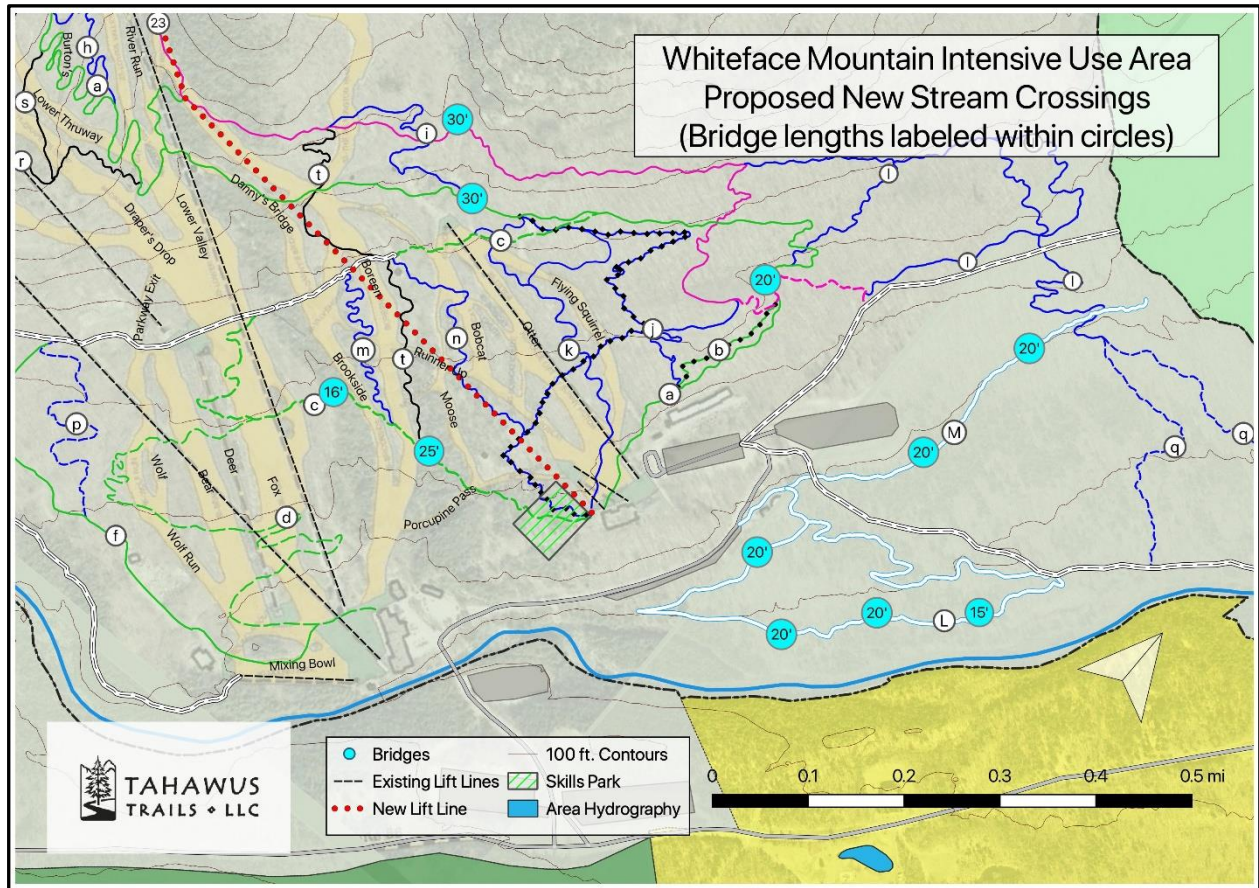 Whiteface Mountain Intensive Use Area
Proposed New Stream Crossings
(Bridge lengths labeled within circles)
23
h
Burton's
River Run
a
s
Lower Thruway
r
i
30'
t
l
30'
Danny's Bridge
Lower Valley
Draper's Drop
Parkway Exit
c
Boreen
Flying Squirrel
20'
l
l
Otter
Bobcat
j
m
t
n
Runner Up
k
b
20'
Brookside
16'
c
a
Moose
p
25'
20'
M
q
q
Wolf
Bear
Deer
Fox
Porcupine Pass
d
f
Wolf Run
20'
20'
20'
L
15'
Mixing Bowl
TAHAWUS
TRAILS LLC
Bridges
Existing Lift Lines
New Lift Line
100 ft. Contours
Skills Park
Area Hydrography
0 0.1 0.2 0.3 0.4 0.5 mi